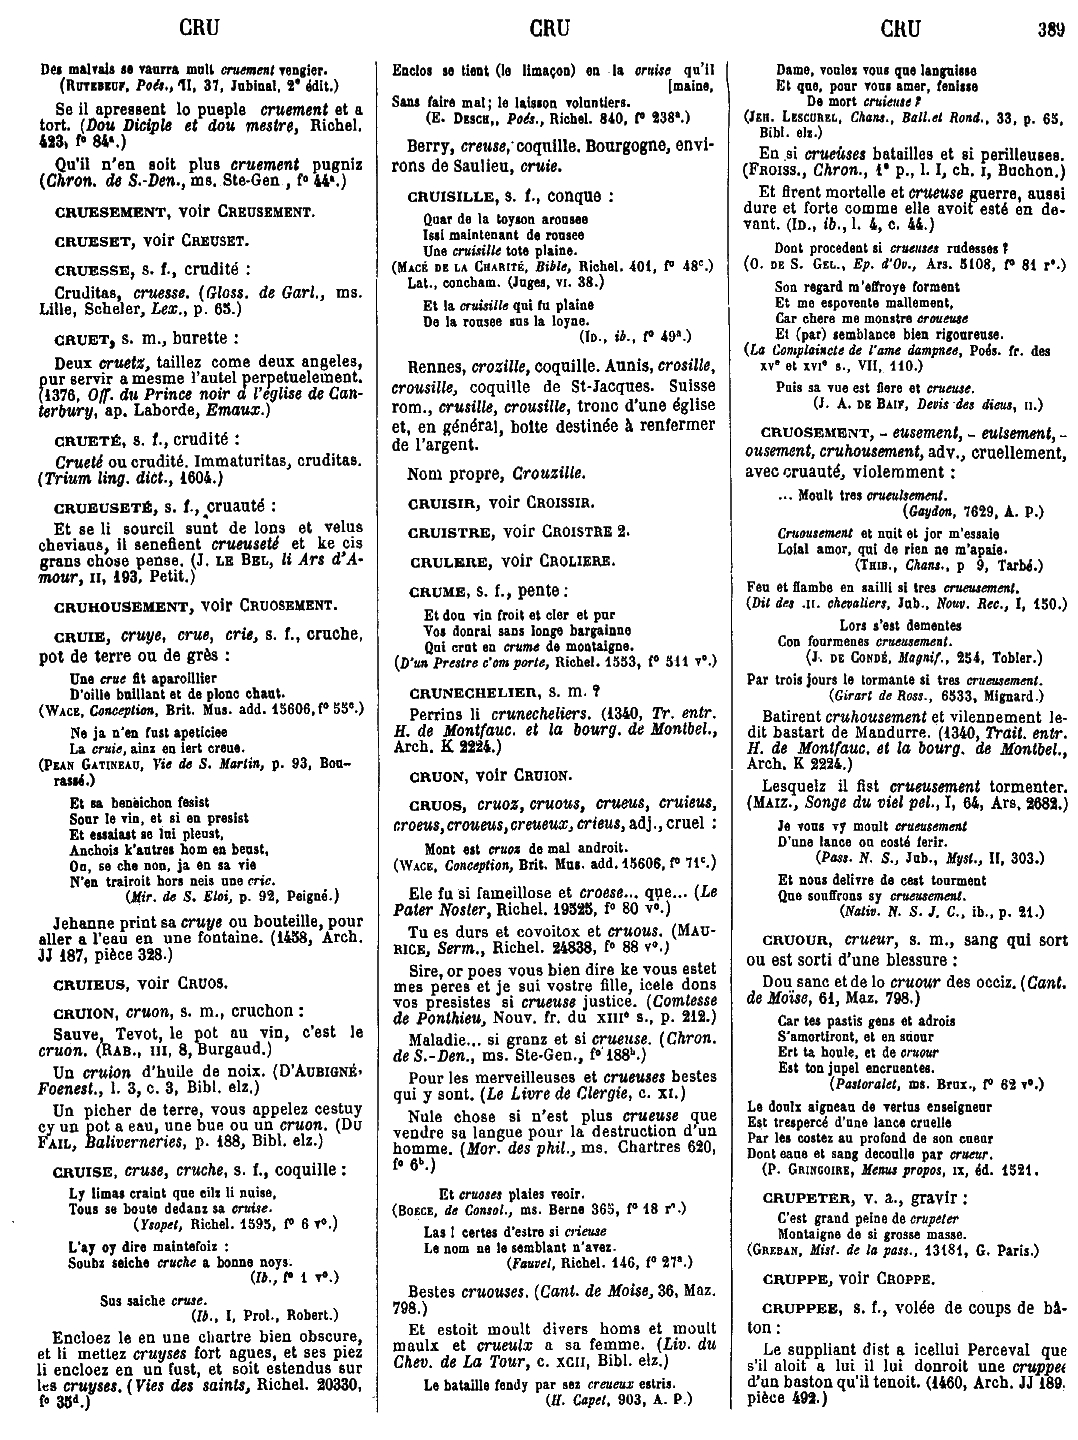 CRU
CRU
CRU
389
Des malvais se vaurra mult cruement vengier.
(RUTEBEUF, Poés., II, 37, Jubinal, 2e édit.)
Se il apressent lo pueple cruement et a
tort. (Dou Diciple et dou mestre, Richel.
423, f° 84a.)
Qu'il n'en soit plus cruement pugniz
(Chron. de S.-Den., ms. Ste-Gen , f° 44a.)
CRUESEMENT, voir CREUSEMENT.
CRUESET, voir CREUSET.
CRUESSE, s. f., crudité :
Cruditas, cruesse. (Gloss. de Garl., ms.
Lille, Scheler, Lex., p. 65.)
CRUET, s. m., burette :
Deux cruetz, taillez come deux angeles,
pur servir a mesme l'autel perpetuelement.
(1376, Off. du Prince noir a l'église de Can-
terbury, ap. Laborde, Emaux.)
CRUETÉ, s. f., crudité :
Crueté ou crudité. Immaturitas, cruditas.
(Trium ling. dict., 1604.)
CRUEUSETÉ, s. f., cruauté :
Et se li sourcil sunt de lons et velus
cheviaus, il senefient crueuseté et ke cis
grans chose pense. (J. LE BEL, li Ars d'A-
mour, II, 193, Petit.)
CRUHOUSEMENT, voir CRUOSEMENT.
CRUIE, cruye, crue, crie, s. f., cruche,
pot de terre ou de grès :
Une crue fit aparoillier
D'oille buillant et de plonc chaut.
(WACE, Conception, Brit. Mus. add. 15606, f° 55c.)
Ne ja n'en fust apeticiee
La cruie, ainz en iert creue.
(PEAN GATINEAU, Vie de S. Martin, p. 93, Bou-
rassé.)
Et sa beneichon fesist
Sour le vin, et si en presist
Et essaiast se lui pleust,
Anchois k'autres hom en beust,
Ou, se che non, ja en sa vie
N'en trairoit hors neis une crie.
(Mir. de S. Eloi, p. 92, Peigné.)
Jehanne print sa cruye ou bouteille, pour
aller a l'eau en une fontaine. (1458, Arch.
JJ 187, pièce 328.)
CRUIEUS, voir CRUOS.
CRUION, cruon, s. m., cruchon :
Sauve, Tevot, le pot au vin, c'est le
cruon. (RAB., III, 8, Burgaud.)
Un cruion d'huile de noix. (D'AUBIGNÉ,
Foenest., l. 3, c. 3, Bibl. elz.)
Un picher de terre, vous appelez cestuy
cy un pot a eau, une bue ou un cruon. (DU
FAIL, Baliverneries, p. 188, Bibl. elz.)
CRUISE, cruse, cruche, s. f., coquille :
Ly limas craint que cilz li nuise,
Tous se boute dedanz sa cruise.
(Ysopet, Richel. 1595, f° 6 v°.)
L'ay oy dire maintefoiz :
Soubz seiche cruche a bonne noys.
(Ib., f° 1 v°.)
Sus saiche cruse.
(Ib., I, Prol., Robert.)
Encloez le en une chartre bien obscure,
et li mettez cruyses fort agues, et ses piez
li encloez en un fust, et soit estendus sur
les cruyses. (Vies des saints, Richel. 20330,
f° 35d.)
Enclos se tient (le limaçon) en la cruise qu'il
[maine,
Sans faire mal; le laisson voluntiers.
(E. DESCH., Poés., Richel. 840, f° 238a.)
Berry, creuse, coquille. Bourgogne, envi-
rons de Saulieu, cruie.
CRUISILLE, s. f., conque :
Quar de la toyson arousee
Issi maintenant de rousee
Une cruisille tote plaine.
(MACÉ DE LA CHARITÉ, Bible, Richel. 401, f° 48c.)
Lat., concham. (Juges, VI. 38.)
Et la cruisille qui fu plaine
De la rousee sus la loyne.
(ID., ib., f° 49a.)
Rennes, crozille, coquille. Aunis, crosille,
crousille, coquille de St-Jacques. Suisse
rom., crusille, crousille, tronc d'une église
et, en général, boîte destinée à renfermer
de l'argent.
Nom propre, Crouzille.
CRUISIR, voir CROISSIR.
CRUISTRE, voir CROISTRE 2.
CRULERE, voir CROLIERE.
CRUME, s. f., pente :
Et don vin froit et cler et pur
Vos donrai sans longe bargainne
Qui crut en crume de montaigne.
(D'un Prestre c'om porte, Richel. 1553, f° 511 v°.)
CRUNECHELIER, s. m. ?
Perrins li crunecheliers. (1340, Tr. entr.
H. de Montfauc. et la bourg. de Montbel.,
Arch. K 2224.)
CRUON, voir CRUION.
CRUOS, cruoz, cruous, crueus, cruieus,
croeus, croueus, creueux, crieus, adj., cruel :
Mont est cruos de mal androit.
(WACE, Conception, Brit. Mus. add. 15606, f° 71c.)
Ele fu si fameillose et croese... que... (Le
Pater Noster, Richel. 19525, f° 80 v°.)
Tu es durs et covoitox et cruous. (MAU-
RICE, Serm., Richel. 24838, f° 88 v°.)
Sire, or poes vous bien dire ke vous estet
mes peres et je sui vostre fille, icele dons
vos presistes si crueuse justice. (Comtesse
de Ponthieu, Nouv. fr. du XIIIe s., p. 212.)
Maladie... si granz et si crueuse. (Chron.
de S.-Den., ms. Ste-Gen., f° 188b.)
Pour les merveilleuses et crueuses bestes
qui y sont. (Le Livre de Clergie, c. XI.)
Nule chose si n'est plus crueuse que
vendre sa langue pour la destruction d'un
homme. (Mor. des phil., ms. Chartres 620,
f° 6b.)
Et cruoses plaies veoir.
(BOECE, de Consol., ms. Berne 365, f° 18 r°.)
Las ! certes d'estre si crieuse
Le nom ne le semblant n'avez.
(Fauvel, Richel. 146, f° 27a.)
Bestes cruouses. (Cant. de Moise, 36, Maz.
798.)
Et estoit moult divers homs et moult
maulx et crueulx a sa femme. (Liv. du
Chev. de La Tour, c. XCII, Bibl. elz.)
Le bataille fendy par sez creueux estris.
(H. Capet, 903, A. P.)
Dame, voulez vous que languisse
Et que, pour vous amer, fenisse
De mort cruieuse ?
(JEH. LESCUREL, Chans., Ball. et Rond., 33, p. 65,
Bibl. elz.)
En si crueuses batailles et si perilleuses.
(FROISS., Chron., 1e p., l. I, ch. I, Buchon.)
Et firent mortelle et crueuse guerre, aussi
dure et forte comme elle avoit esté en de-
vant. (ID., ib., l. 4, c. 44.)
Dont procedent si crueuses rudesses ?
(O. DE S. GEL., Ep. d'Ov., Ars. 5108, f° 81 r°.)
Son regard m'effroye forment
Et me espovente mallement,
Car chere me monstre croueuse
Et (par) semblance bien rigoureuse.
(La Complaincte de l'ame dampnee, Poés. fr. des
XVe et XVIe s., VII, 110.)
Puis sa vue est fiere et crueuse.
(J. A. DE BAIF, Devis des dieus, II.)
CRUOSEMENT, - eusement, - eulsement, -
ousement, cruhousement, adv., cruellement,
avec cruauté, violemment :
... Moult tres crueulsement.
(Gaydon, 7629, A. P.)
Cruousement et nuit et jor m'essaie
Loial amor, qui de rien ne m'apaie.
(THIB., Chans., p 9, Tarbé.)
Feu et flambe en sailli si tres crueusement.
(Dit des .II. chevaliers, Jub., Nouv. Rec., I, 150.)
Lors s'est dementes
Con fourmenes crueusement.
(J. DE CONDÉ, Magnif., 254, Tobler.)
Par trois jours le tormante si tres crueusement.
(Girart de Ross., 6533, Mignard.)
Batirent cruhousement et vilennement le-
dit bastart de Mandurre. (1340, Trait. entr.
H. de Montfauc. et la bourg. de Montbel.,
Arch. K 2224.)
Lesquelz il fist crueusement tormenter.
(MAIZ., Songe du viel pel., I, 64, Ars. 2682.)
Je vous vy moult crueusement
D'une lance ou costé ferir.
(Pass. N. S., Jub., Myst., II, 303.)
Et nous delivre de cest tourment
Que souffrons sy crueusement.
(Nativ. N. S. J. C., ib., p. 21.)
CRUOUR, crueur, s. m., sang qui sort
ou est sorti d'une blessure :
Dou sanc et de lo cruour des occiz. (Cant.
de Moïse, 61, Maz. 798.)
Car tes pastis gens et adrois
S'amortiront, et en suour
Ert ta houle, et de cruour
Est ton jupel encruentes.
(Pastoralet, ms. Brux., f° 62 v°.)
Le doulx aigneau de vertus enseigneur
Est trespercé d'une lance cruelle
Par les costez au profond de son cueur
Dont eaue et sang decoulle par crueur.
(P. GRINGOIRE, Menus propos, IX, éd. 1521.
CRUPETER, v. a., gravir :
C'est grand peine de crupeter
Montaigne de si grosse masse.
(GREBAN, Mist. de la pass., 13181, G. Paris.)
CRUPPE, voir CROPPE.
CRUPPEE, s. f., volée de coups de bâ-
ton :
Le suppliant dist a icellui Perceval que
s'il aloit a lui il lui donroit une cruppee
d'un baston qu'il tenoit. (1460, Arch. JJ 189,
pièce 492.)